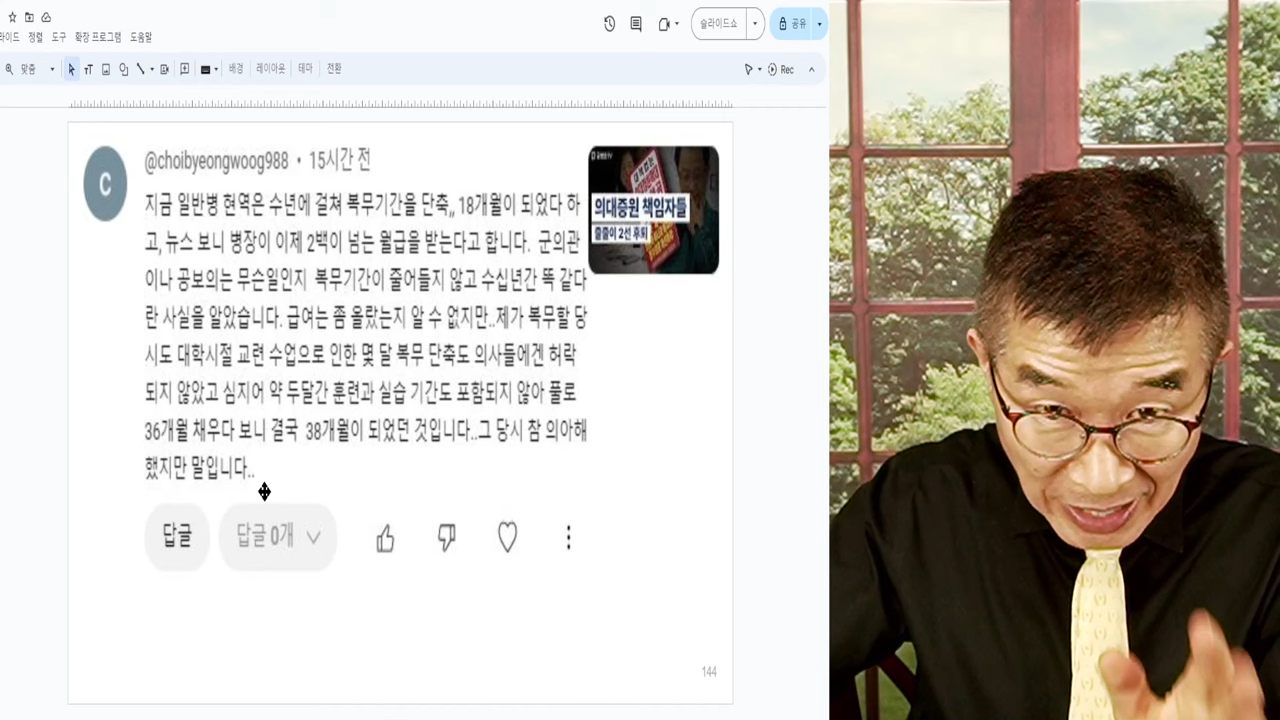 슬라이드쇼
공유
라이드 정렬 도구 확장 프로그램 도움말
맞춤
배경 레이아웃 테마 전환
Rec
C
@choibyeongwoog988 • 15시간 전
지금 일반병 현역은 수년에 걸쳐 복무기간을 단축,, 18개월이 되었다 하
고, 뉴스 보니 병장이 이제 2백이 넘는 월급을 받는다고 합니다. 군의관
이나 공보의는 무슨일인지 복무기간이 줄어들지 않고 수십년간 똑 같다
란 사실을 알았습니다. 급여는 좀 올랐는지 알 수 없지만..제가 복무할 당
시도 대학시절 교련 수업으로 인한 몇 달 복무 단축도 의사들에겐 허락
되지 않았고 심지어 약 두달간 훈련과 실습 기간도 포함되지 않아 풀로
36개월 채우다 보니 결국 38개월이 되었던 것입니다..그 당시 참 의아해
했지만 말입니다..
의대증원 책임자들
줄줄이 2선 후퇴
답글
답글 0개
144